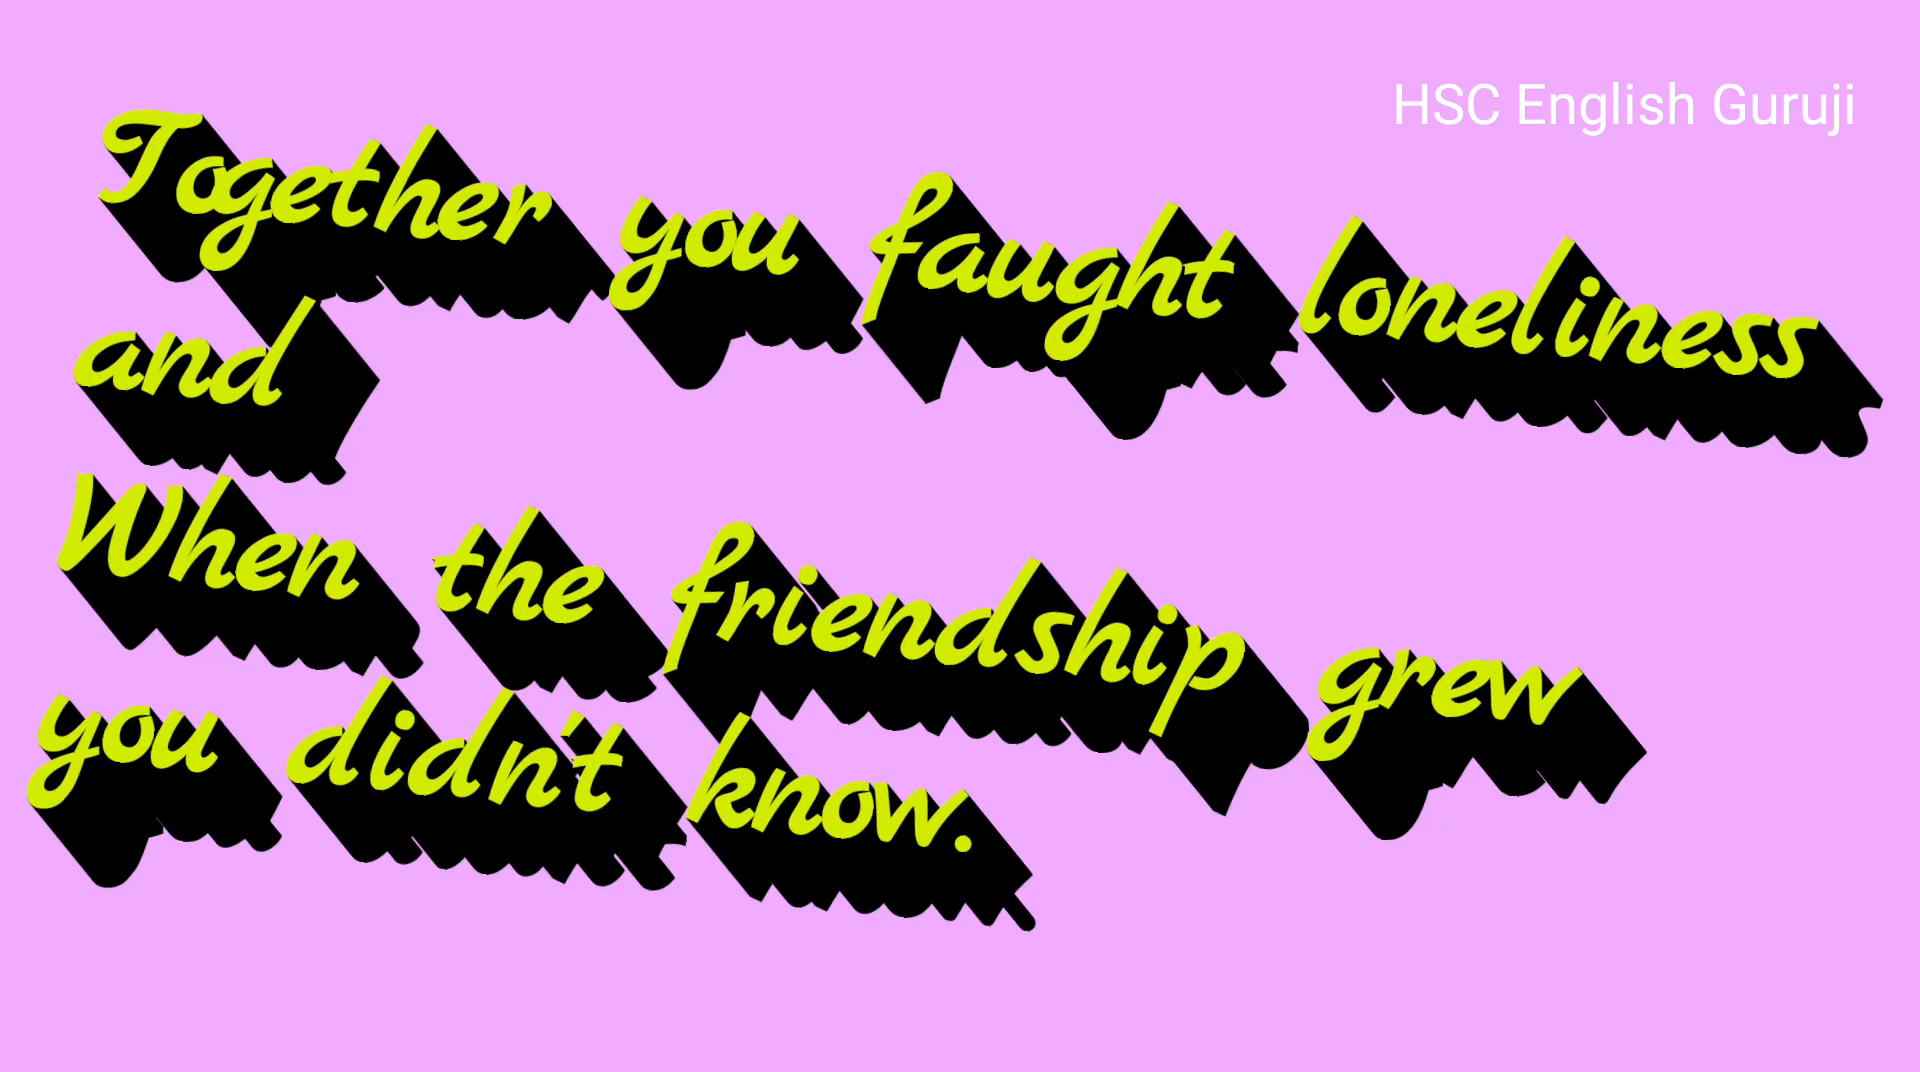 HSC English Guruji
Together you faught loneliness
and
When the friendship grew
you didn't know.